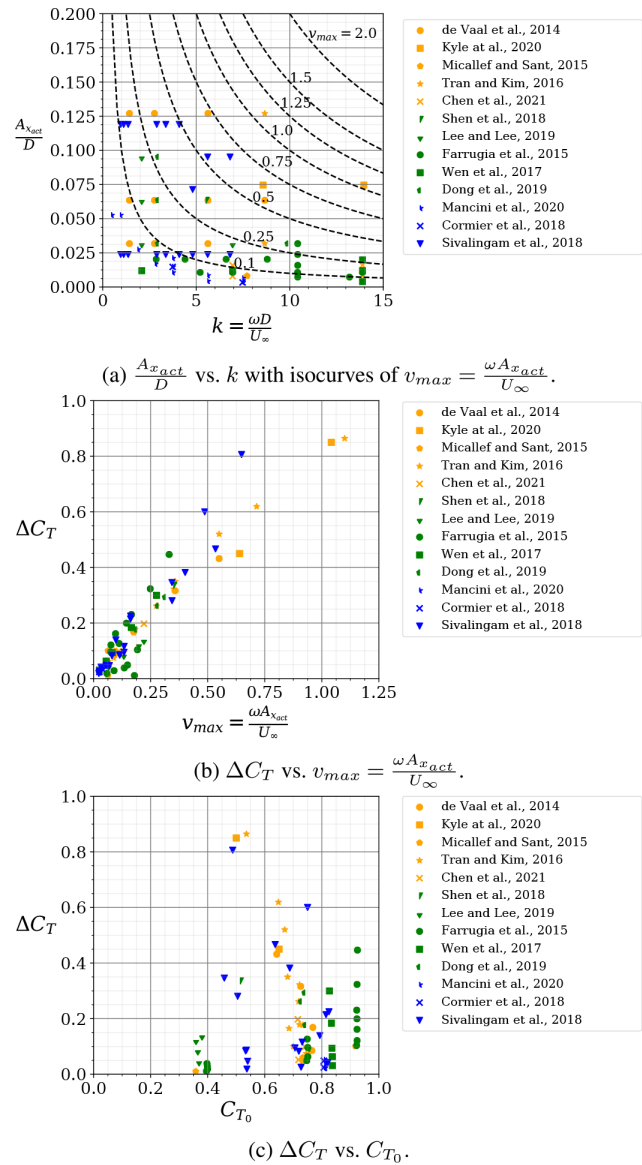 0.200
0.175
0.150
0.125
0.100
0.075
0.050
0.025
0.000
A_{x_{act}}/D
v_{max} = 2.0
1.5
1.25
1.0
0.75
0.5
0.25
0.1
0 5 10 15
k = ωD/U_∞
de Vaal et al., 2014
Kyle at al., 2020
Micallef and Sant, 2015
Tran and Kim, 2016
Chen et al., 2021
Shen et al., 2018
Lee and Lee, 2019
Farrugia et al., 2015
Wen et al., 2017
Dong et al., 2019
Mancini et al., 2020
Cormier et al., 2018
Sivalingam et al., 2018
(a) A_{x_{act}}/D vs. k with isocurves of v_{max} = ωA_{x_{act}}/U_∞.
1.0
0.8
0.6
0.4
0.2
0.0
ΔC_T
0.00 0.25 0.50 0.75 1.00 1.25
v_{max} = ωA_{x_{act}}/U_∞
de Vaal et al., 2014
Kyle at al., 2020
Micallef and Sant, 2015
Tran and Kim, 2016
Chen et al., 2021
Shen et al., 2018
Lee and Lee, 2019
Farrugia et al., 2015
Wen et al., 2017
Dong et al., 2019
Mancini et al., 2020
Cormier et al., 2018
Sivalingam et al., 2018
(b) ΔC_T vs. v_{max} = ωA_{x_{act}}/U_∞.
1.0
0.8
0.6
0.4
0.2
0.0
ΔC_T
0.0 0.2 0.4 0.6 0.8 1.0
C_{T_0}
de Vaal et al., 2014
Kyle at al., 2020
Micallef and Sant, 2015
Tran and Kim, 2016
Chen et al., 2021
Shen et al., 2018
Lee and Lee, 2019
Farrugia et al., 2015
Wen et al., 2017
Dong et al., 2019
Mancini et al., 2020
Cormier et al., 2018
Sivalingam et al., 2018
(c) ΔC_T vs. C_{T_0}.